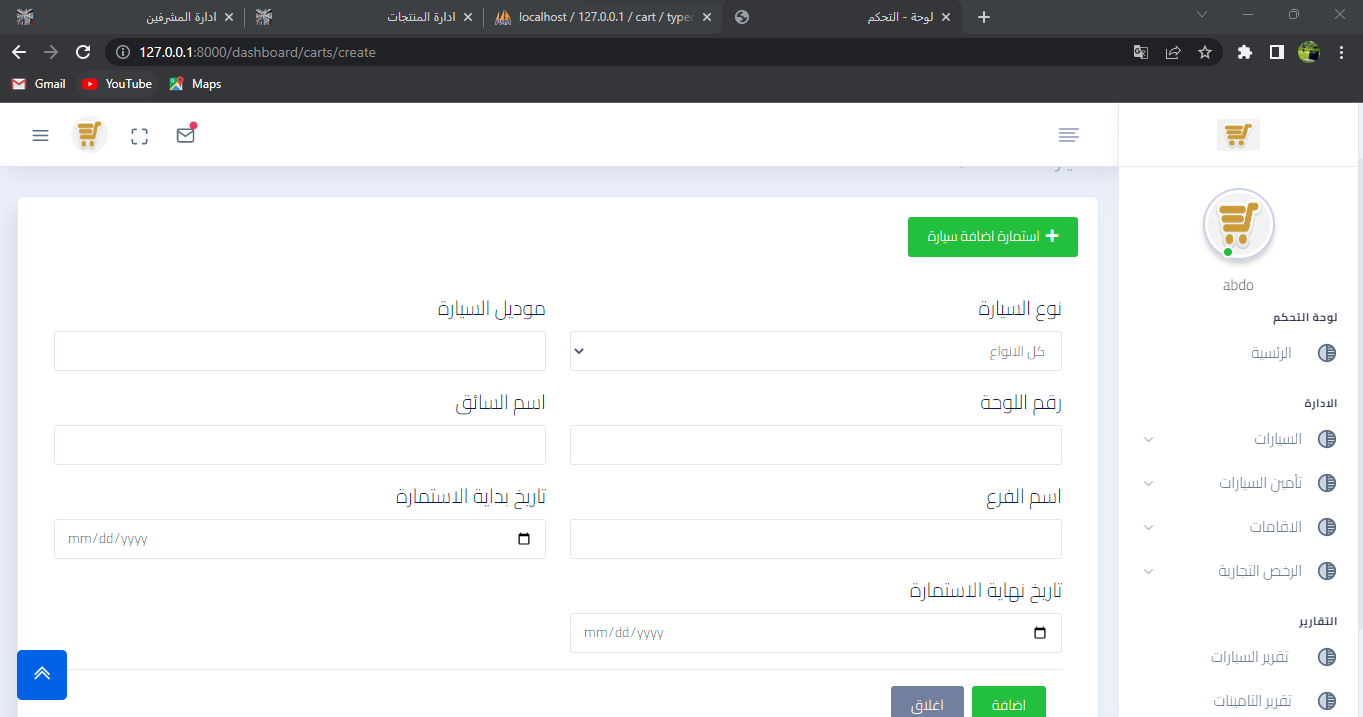 ادارة المشرفين
ادارة المنتجات
localhost / 127.0.0.1 / cart / type
لوحة - التحكم
127.0.0.1:8000/dashboard/carts/create
Gmail
YouTube
Maps
abdo
لوحة التحكم
الرئسية
الادارة
السيارات
تأمين السيارات
الاقامات
الرخص التجارية
التقارير
تقرير السيارات
تقرير التامينات
استمارة اضافة سيارة
نوع السيارة
موديل السيارة
كل الانواع
رقم اللوحة
اسم السائق
اسم الفرع
تاريخ بداية الاستمارة
mm/dd/yyyy
تاريخ نهاية الاستمارة
mm/dd/yyyy
اضافة
اغلاق